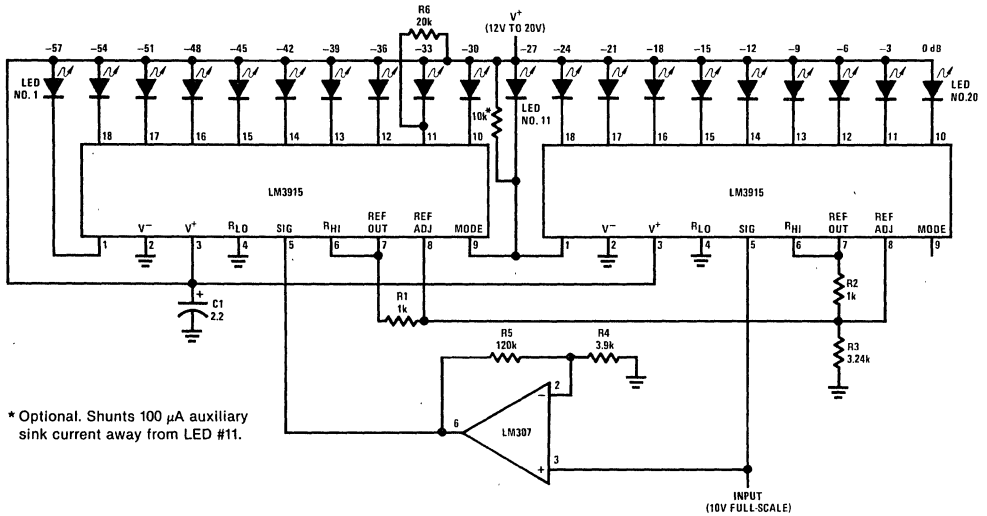 R6
20k
V+
(12V TO 20V)
−57 −54 −51 −48 −45 −42 −39 −36 −33 −30 −27 −24 −21 −18 −15 −12 −9 −6 −3 0 dB
LED
NO. 1
10k*
LED
NO. 11
LED
NO.20
18 17 16 15 14 13 12 11 10
18 17 16 15 14 13 12 11 10
LM3915
LM3915
V− V+ RLO SIG RHI REF OUT REF ADJ MODE
1 2 3 4 5 6 7 8 9
V− V+ RLO SIG RHI REF OUT REF ADJ MODE
1 2 3 4 5 6 7 8 9
+
C1
2.2
R1
1k
R2
1k
R3
3.24k
R5
120k
R4
3.9k
2
−
6
LM307
+
3
INPUT
(10V FULL-SCALE)
* Optional. Shunts 100 μA auxiliary
sink current away from LED #11.